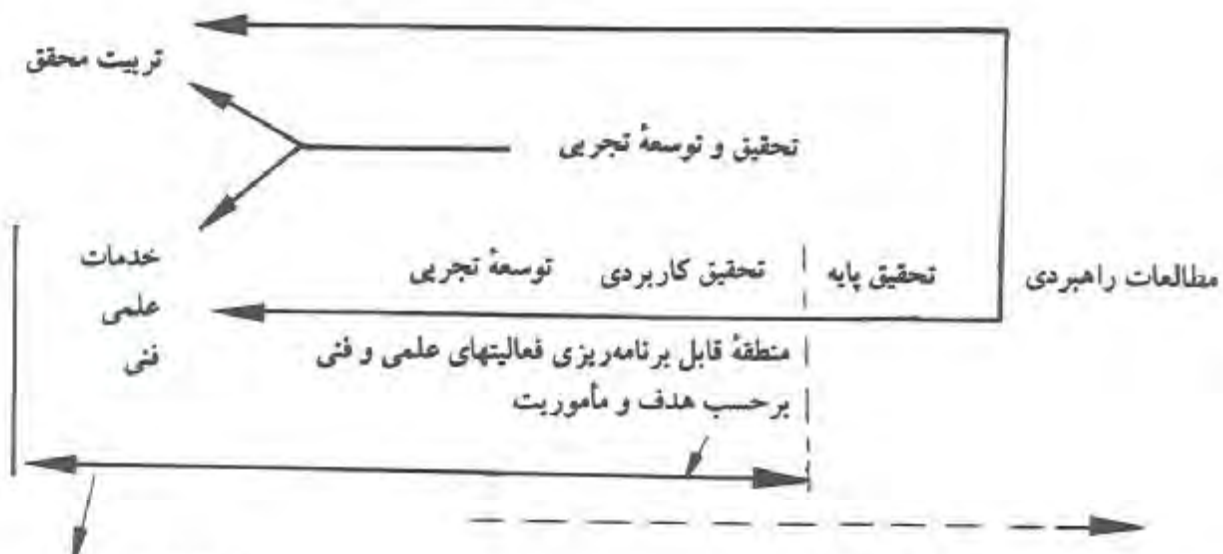 تربیت محقق
تحقیق و توسعهٔ تجربی
مطالعات راهبردی
تحقیق پایه
تحقیق کاربردی
توسعهٔ تجربی
خدمات
علمی
فنی
منطقهٔ قابل برنامه‌ریزی فعالیتهای علمی و فنی
برحسب هدف و مأموریت